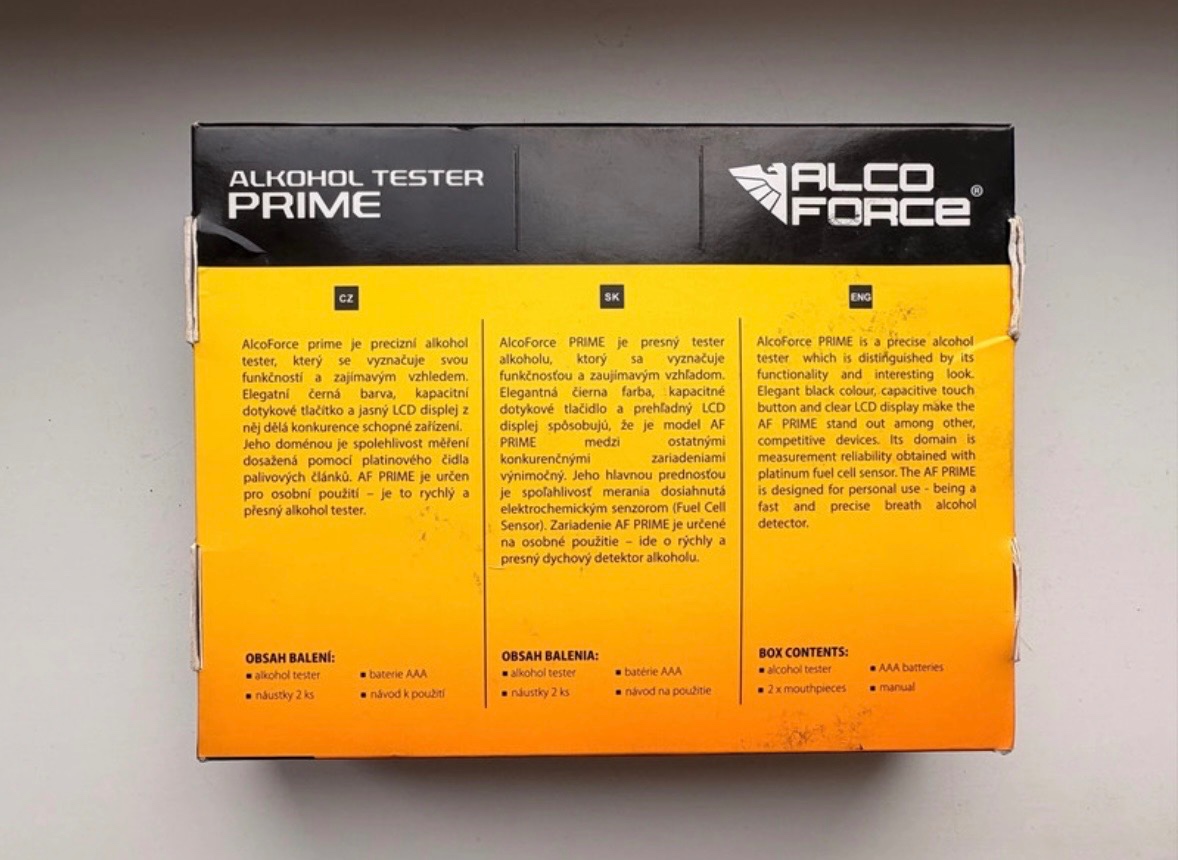 ALKOHOL TESTER
PRIME
ALCO
FORCE®
CZ
AlcoForce prime je precizní alkohol
tester, který se vyznačuje svou
funkčností a zajímavým vzhledem.
Elegatní černá barva, kapacitní
dotykové tlačítko a jasný LCD displej z
něj dělá konkurence schopné zařízení.
Jeho doménou je spolehlivost měření
dosažená pomocí platinového čidla
palivových článků. AF PRIME je určen
pro osobní použití – je to rychlý a
přesný alkohol tester.
OBSAH BALENÍ:
▪ alkohol tester
▪ baterie AAA
▪ náustky 2 ks
▪ návod k použití
SK
AlcoForce PRIME je presný tester
alkoholu, ktorý sa vyznačuje
funkčnosťou a zaujímavým vzhľadom.
Elegantná čierna farba, kapacitné
dotykové tlačidlo a prehľadný LCD
displej spôsobujú, že je model AF
PRIME medzi ostatnými
konkurenčnými zariadeniami
výnimočný. Jeho hlavnou prednosťou
je spoľahlivosť merania dosiahnutá
elektrochemickým senzorom (Fuel Cell
Sensor). Zariadenie AF PRIME je určené
na osobné použitie – ide o rýchly a
presný dychový detektor alkoholu.
OBSAH BALENIA:
▪ alkohol tester
▪ batérie AAA
▪ náustky 2 ks
▪ návod na použitie
ENG
AlcoForce PRIME is a precise alcohol
tester which is distinguished by its
functionality and interesting look.
Elegant black colour, capacitive touch
button and clear LCD display make the
AF PRIME stand out among other,
competitive devices. Its domain is
measurement reliability obtained with
platinum fuel cell sensor. The AF PRIME
is designed for personal use - being a
fast and precise breath alcohol
detector.
BOX CONTENTS:
▪ alcohol tester
▪ AAA batteries
▪ 2 x mouthpieces
▪ manual